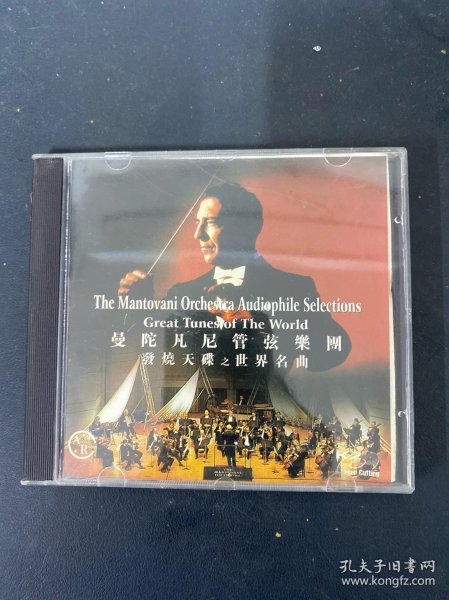 The Mantovani Orchestra Audiophile Selections
Great Tunes of The World
曼陀凡尼管弦樂團
發燒天碟之世界名曲
Cutting
孔夫子旧书网
www.kongfz.com